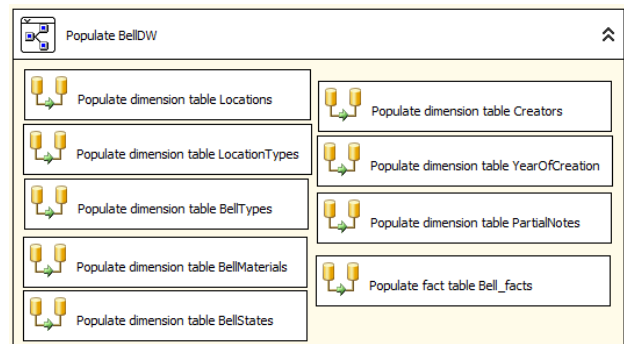 Populate BellDW
Populate dimension table Locations
Populate dimension table LocationTypes
Populate dimension table BellTypes
Populate dimension table BellMaterials
Populate dimension table BellStates
Populate dimension table Creators
Populate dimension table YearOfCreation
Populate dimension table PartialNotes
Populate fact table Bell_facts